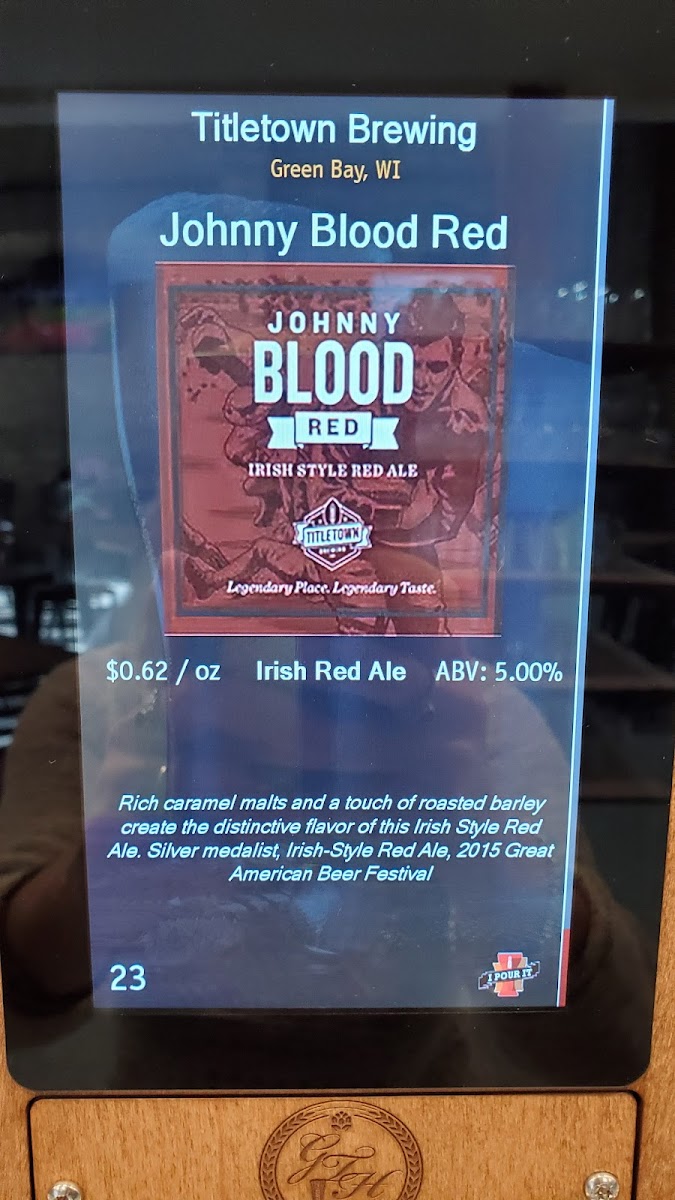 Titletown Brewing
Green Bay, WI
Johnny Blood Red
JOHNNY
BLOOD
RED
IRISH STYLE RED ALE
TITLETOWN
BREWING
Legendary Place. Legendary Taste.
$0.62 / oz Irish Red Ale ABV: 5.00%
Rich caramel malts and a touch of roasted barley
create the distinctive flavor of this Irish Style Red
Ale. Silver medalist, Irish-Style Red Ale, 2015 Great
American Beer Festival
23
I POUR IT
GTH